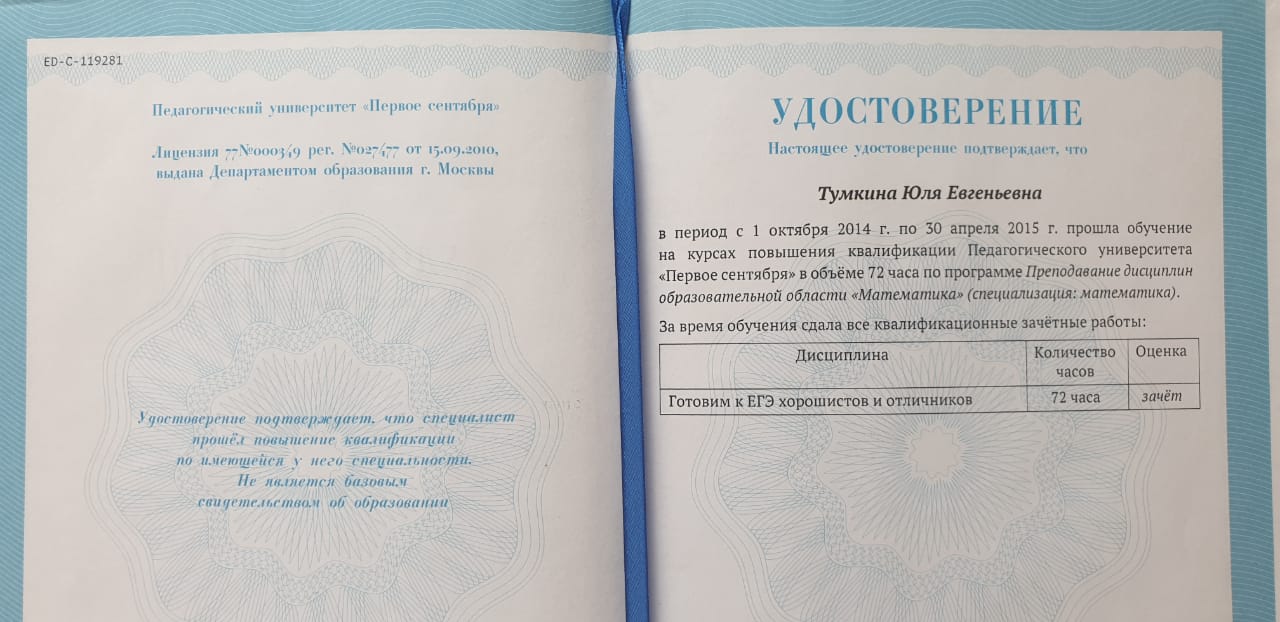 ED-C-119281
Педагогический университет «Первое сентября»
Лицензия 77№000349 рег. №027477 от 15.09.2010,
выдана Департаментом образования г. Москвы
Удостоверение подтверждает, что специалист
прошёл повышение квалификации
по имеющейся у него специальности.
Не является базовым
свидетельством об образовании
УДОСТОВЕРЕНИЕ
Настоящее удостоверение подтверждает, что
Тумкина Юля Евгеньевна
в период с 1 октября 2014 г. по 30 апреля 2015 г. прошла обучение
на курсах повышения квалификации Педагогического университета
«Первое сентября» в объёме 72 часа по программе Преподавание дисциплин
образовательной области «Математика» (специализация: математика).
За время обучения сдала все квалификационные зачётные работы:
Дисциплина Количество Оценка
часов
Готовим к ЕГЭ хорошистов и отличников 72 часа зачёт